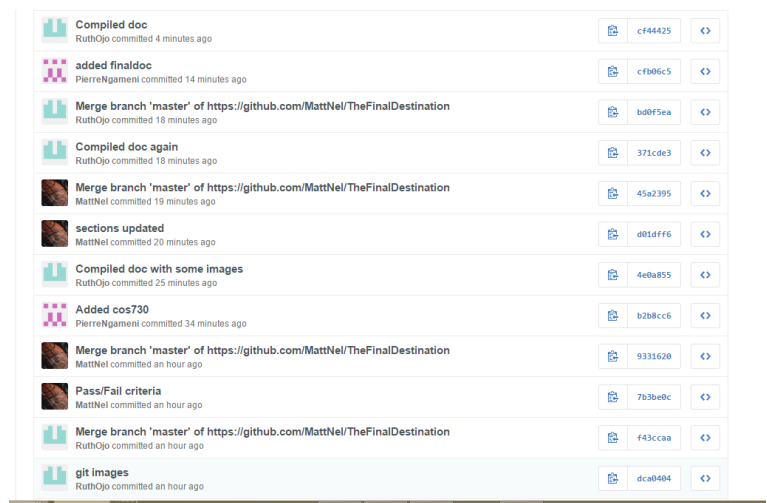 Compiled doc
RuthOjo committed 4 minutes ago
cf44425
added finaldoc
PierreNgameni committed 14 minutes ago
cfb06c5
Merge branch 'master' of https://github.com/MattNel/TheFinalDestination
RuthOjo committed 18 minutes ago
bd0f5ea
Compiled doc again
RuthOjo committed 18 minutes ago
371cde3
Merge branch 'master' of https://github.com/MattNel/TheFinalDestination
MattNel committed 19 minutes ago
45a2395
sections updated
MattNel committed 20 minutes ago
d01dff6
Compiled doc with some images
RuthOjo committed 25 minutes ago
4e0a855
Added cos730
PierreNgameni committed 34 minutes ago
b2b8cc6
Merge branch 'master' of https://github.com/MattNel/TheFinalDestination
MattNel committed an hour ago
9331620
Pass/Fail criteria
MattNel committed an hour ago
7b3be0c
Merge branch 'master' of https://github.com/MattNel/TheFinalDestination
RuthOjo committed an hour ago
f43ccaa
git images
RuthOjo committed an hour ago
dca0404